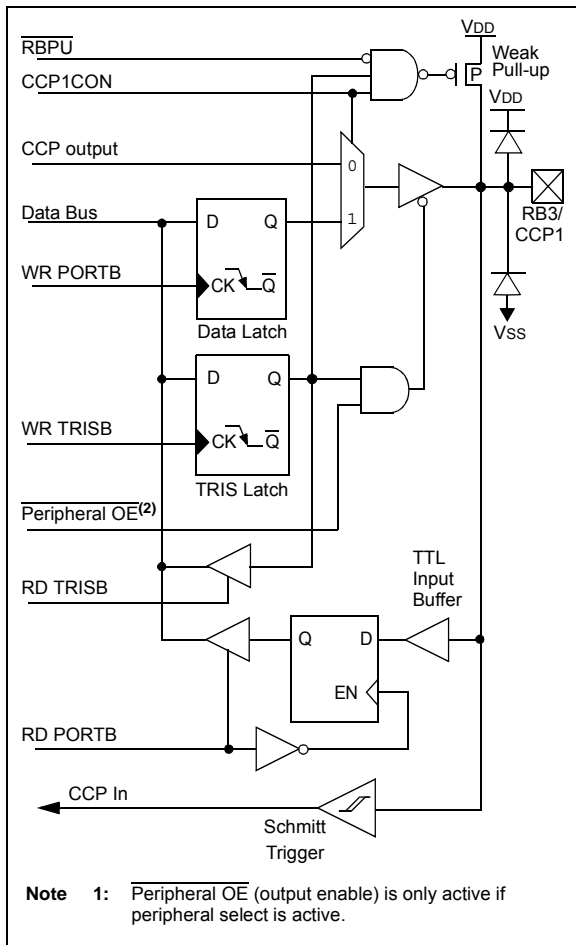 VDD
RBPU
Weak
Pull-up
P
CCP1CON
VDD
CCP output
0
Data Bus
D
Q
1
RB3/
CCP1
WR PORTB
CK
Q
Data Latch
VSS
D
Q
WR TRISB
CK
Q
TRIS Latch
Peripheral OE(2)
RD TRISB
TTL
Input
Buffer
Q
D
EN
RD PORTB
CCP In
Schmitt
Trigger
Note 1: Peripheral OE (output enable) is only active if
peripheral select is active.